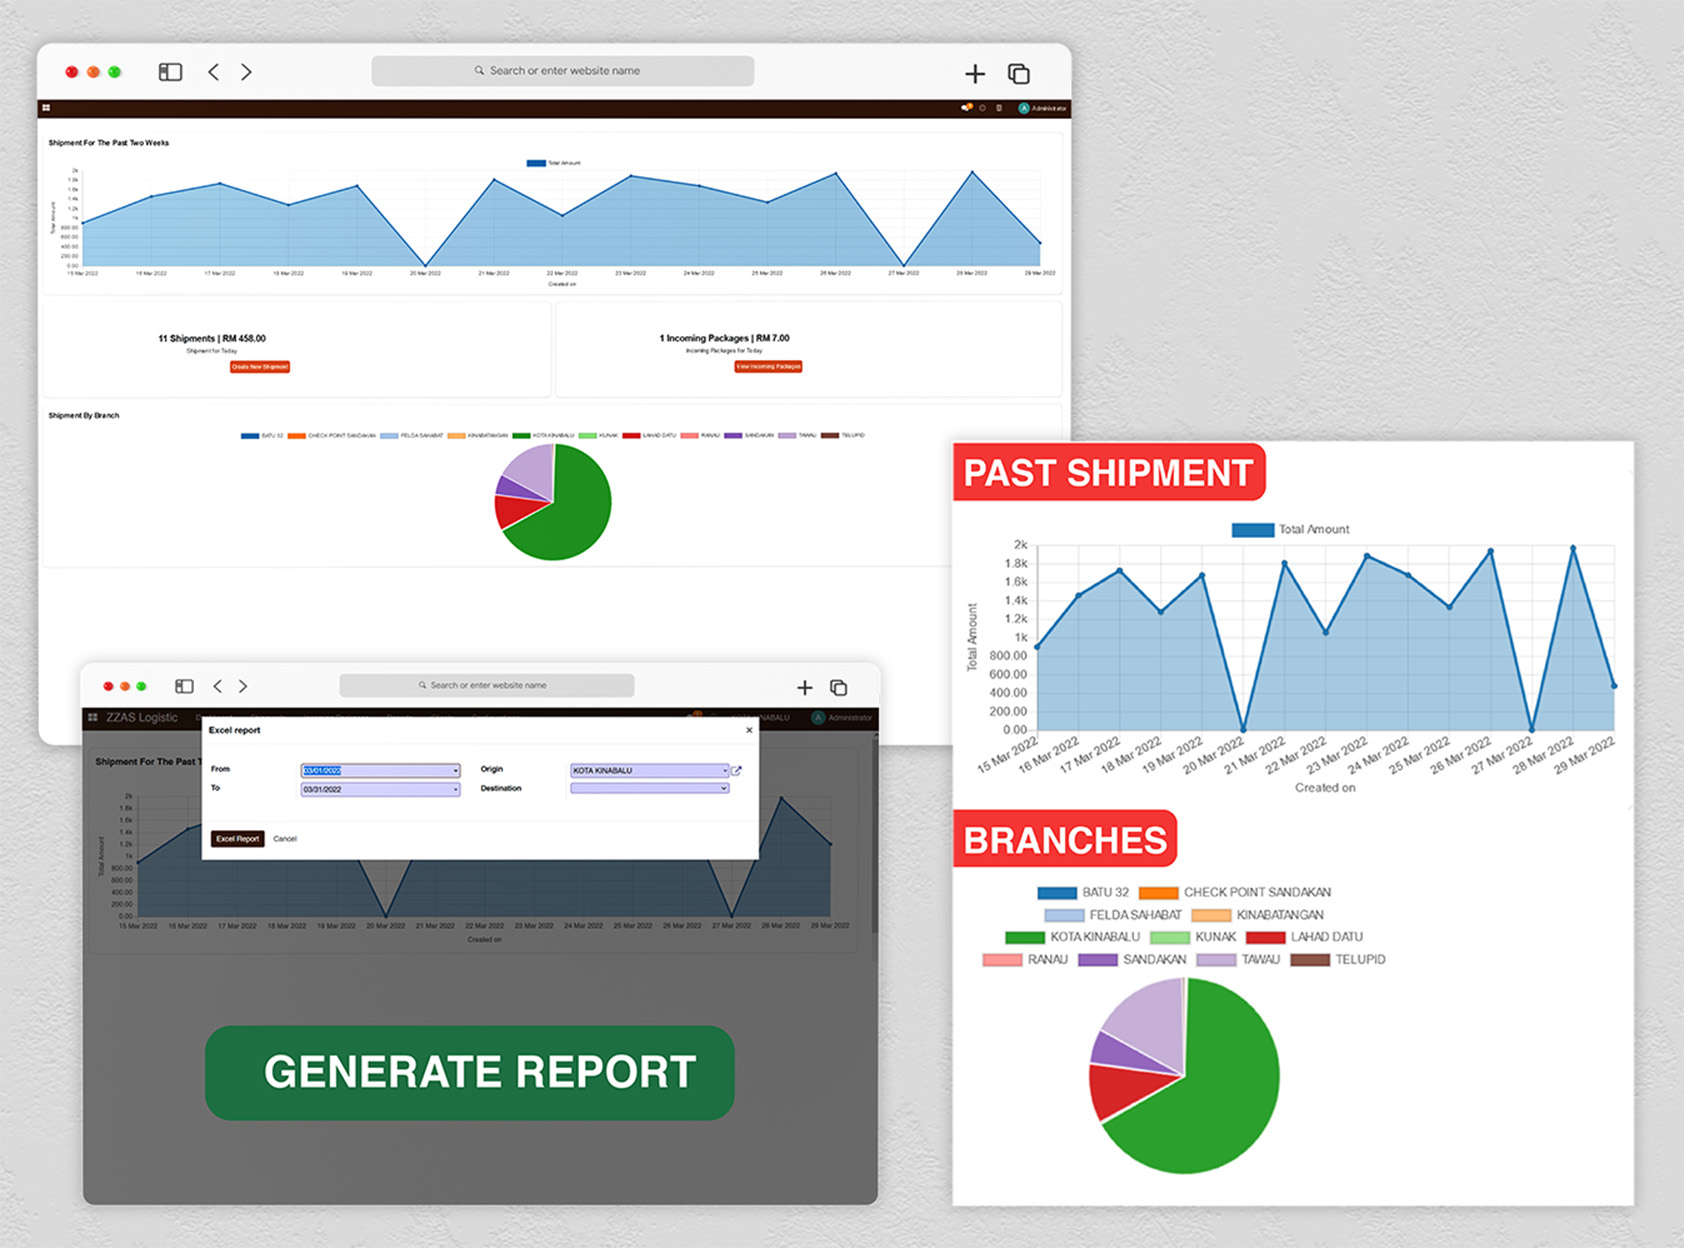 Search or enter website name
Administrator
Shipment For The Past Two Weeks
Total Amount
2k
1.8k
1.6k
1.4k
1.2k
1k
800.00
600.00
400.00
200.00
0.00
Total Amount
15 Mar 2022 16 Mar 2022 17 Mar 2022 18 Mar 2022 19 Mar 2022 20 Mar 2022 21 Mar 2022 22 Mar 2022 23 Mar 2022 24 Mar 2022 25 Mar 2022 26 Mar 2022 27 Mar 2022 28 Mar 2022 29 Mar 2022
Created on
11 Shipments | RM 458.00
Shipment for Today
Create New Shipment
1 Incoming Packages | RM 7.00
Incoming Packages for Today
View Incoming Packages
Shipment By Branch
BATU 32 CHECK POINT SANDAKAN FELDA SAHABAT KINABATANGAN KOTA KINABALU KUNAK LAHAD DATU RANAU SANDAKAN TAWAU TELUPID
PAST SHIPMENT
Total Amount
2k
1.8k
1.6k
1.4k
1.2k
1k
800.00
600.00
400.00
200.00
0.00
Total Amount
15 Mar 2022 16 Mar 2022 17 Mar 2022 18 Mar 2022 19 Mar 2022 20 Mar 2022 21 Mar 2022 22 Mar 2022 23 Mar 2022 24 Mar 2022 25 Mar 2022 26 Mar 2022 27 Mar 2022 28 Mar 2022 29 Mar 2022
Created on
BRANCHES
BATU 32 CHECK POINT SANDAKAN
FELDA SAHABAT KINABATANGAN
KOTA KINABALU KUNAK LAHAD DATU
RANAU SANDAKAN TAWAU TELUPID
Search or enter website name
ZZAS Logistic
A Administrator
Shipment For The Past
Excel report
From 03/01/2022 Origin KOTA KINABALU
To 03/31/2022 Destination
Excel Report Cancel
2k
1.8k
1.6k
1.4k
1.2k
1k
800.00
600.00
400.00
200.00
0.00
Total Amount
15 Mar 2022 16 Mar 2022 17 Mar 2022 18 Mar 2022 19 Mar 2022 20 Mar 2022 21 Mar 2022 22 Mar 2022 23 Mar 2022 24 Mar 2022 25 Mar 2022 26 Mar 2022 27 Mar 2022 28 Mar 2022 29 Mar 2022
Created on
GENERATE REPORT